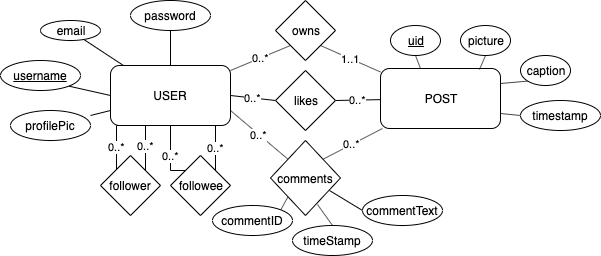 password
email
owns
uid
picture
0..*
1..1
username
USER
caption
0..*
likes
0..*
POST
profilePic
timestamp
0..*
0..*
0..*
0..*
0..*
0..*
follower
followee
comments
commentID
commentText
timeStamp